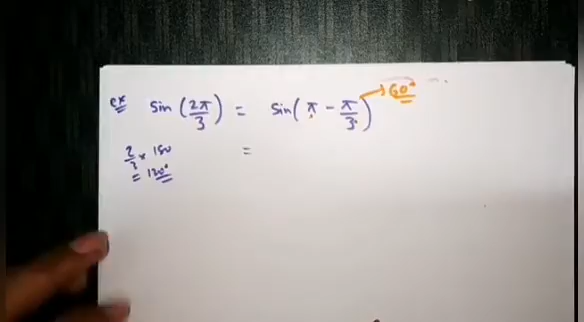 ex sin(2π/3) = sin(π - π/3) → 60°
2/3 × 180 =
= 120°